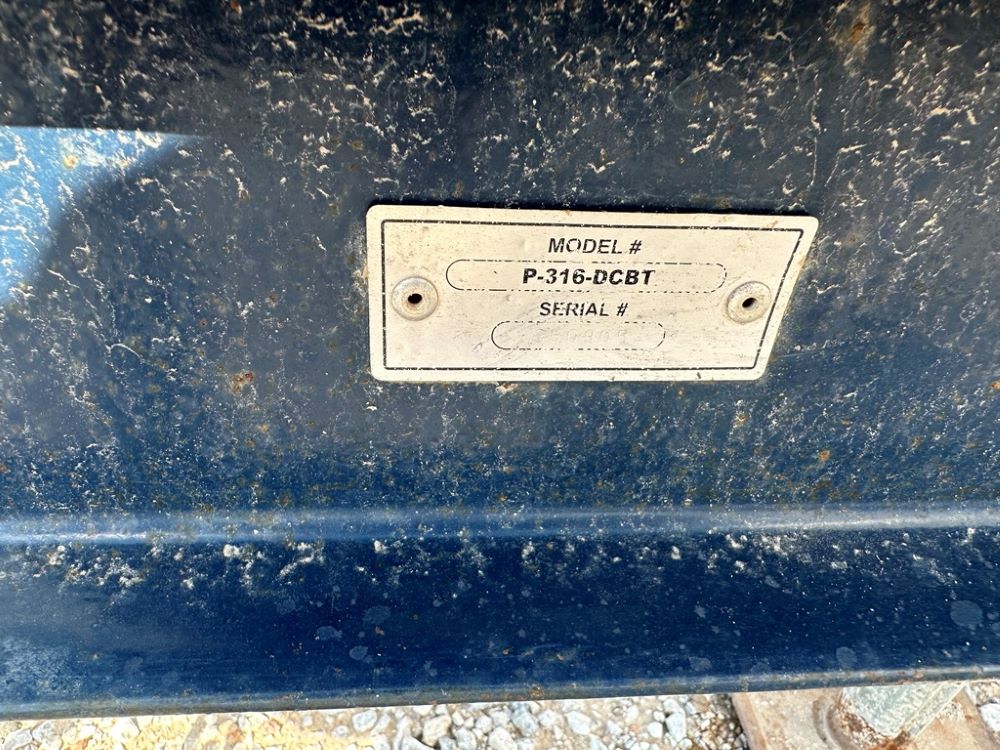 MODEL #
P-316-DCBT
SERIAL #